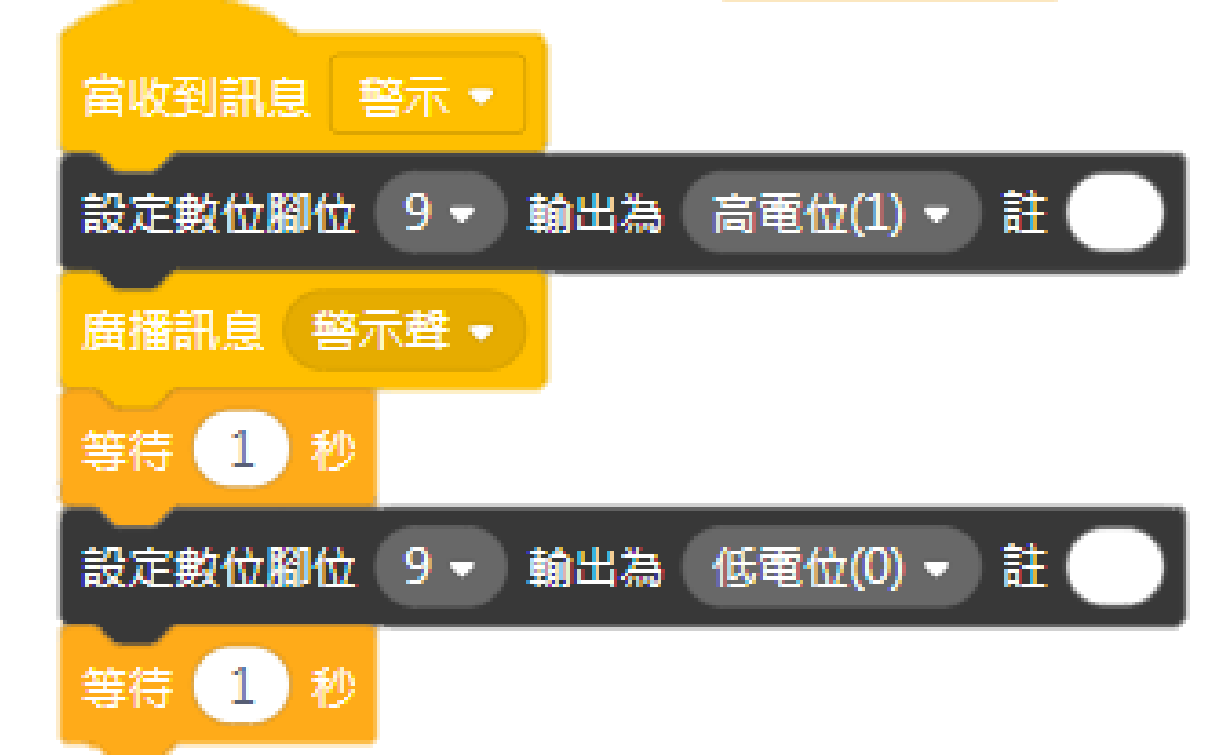 當收到訊息 警示
設定數位腳位 9 輸出為 高電位(1) 註
廣播訊息 警示聲
等待 1 秒
設定數位腳位 9 輸出為 低電位(0) 註
等待 1 秒